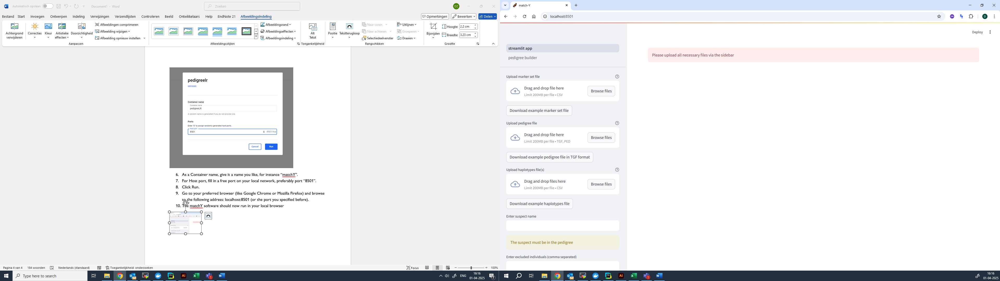 Automatisch opslaan
Document1 - Word
Zoeken
DZ
Bestand Start Invoegen Ontwerpen Indeling Verwijzingen Verzendlijsten Controleren Beeld Ontwikkelaars Help EndNote 21 Afbeeldingsindeling
Opmerkingen Bewerken Delen
Achtergrond verwijderen
Correcties
Kleur
Artistieke effecten
Doorzichtigheid
Afbeeldingen comprimeren
Afbeelding wijzigen
Afbeelding opnieuw instellen
Aanpassen
Afbeeldingsstijlen
Afbeeldingsrand
Afbeeldingseffecten
Afbeeldingsindeling
Alt Tekst
Toegankelijkheid
Positie
Tekstterugloop
Naar voren
Naar achteren
Selectiedeelvenster
Uitlijnen
Groeperen
Draaien
Rangschikken
Bijsnijden
Hoogte: 2.2 cm
Breedte: 3.23 cm
Grootte
pedigreelr
pedigreelr
Container name
Container name
pedigreeLR
A random name is generated if you do not provide one.
Ports
Enter "0" to assign randomly generated host ports.
Host port
8501
:8501/tcp
Cancel Run
6. As a Container name, give it a name you like, for instance “matchY”.
7. For Host port, fill in a free port on your local network, preferably port “8501”.
8. Click Run.
9. Go to your preferred browser (like Google Chrome or Mozilla Firefox) and browse
to the following address: localhost:8501 (or the port you specified before).
10. The matchY software should now run in your local browser
Pagina 4 van 4 184 woorden Nederlands (standaard) Toegankelijkheid: onderzoeken Focus 100%
Type here to search
ENG
16:16
01-04-2025
7
match-Y
localhost:8501
D
Deploy
streamlit app
pedigree builder
Please upload all necessary files via the sidebar
Upload marker set file
Drag and drop file here
Limit 200MB per file • CSV
Browse files
Download example marker set file
Upload pedigree file
Drag and drop file here
Limit 200MB per file • TGF, PED
Browse files
Download example pedigree file in TGF format
Upload haplotypes file(s)
Drag and drop files here
Limit 200MB per file • CSV
Browse files
Download example haplotypes file
Enter suspect name
The suspect must be in the pedigree
Enter excluded individuals (comma separated)
16:16
01-04-2025